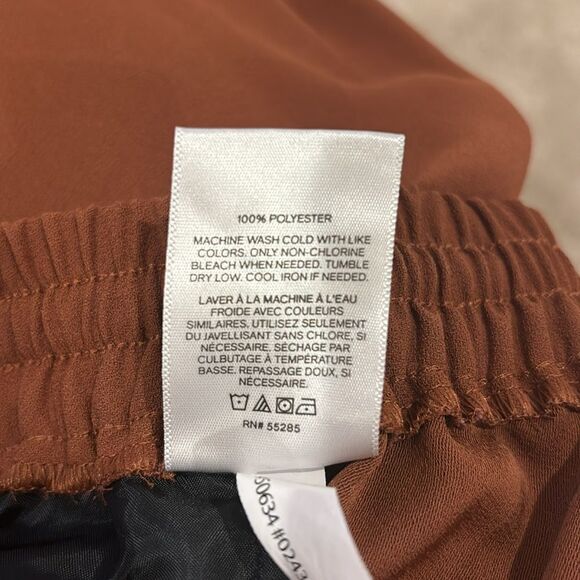 100% POLYESTER
MACHINE WASH COLD WITH LIKE
COLORS. ONLY NON-CHLORINE
BLEACH WHEN NEEDED. TUMBLE
DRY LOW. COOL IRON IF NEEDED.
LAVER À LA MACHINE À L'EAU
FROIDE AVEC COULEURS
SIMILAIRES, UTILISEZ SEULEMENT
DU JAVELLISANT SANS CHLORE, SI
NÉCESSAIRE. SÉCHAGE PAR
CULBUTAGE À TEMPÉRATURE
BASSE. REPASSAGE DOUX, SI
NÉCESSAIRE.
RN# 55285